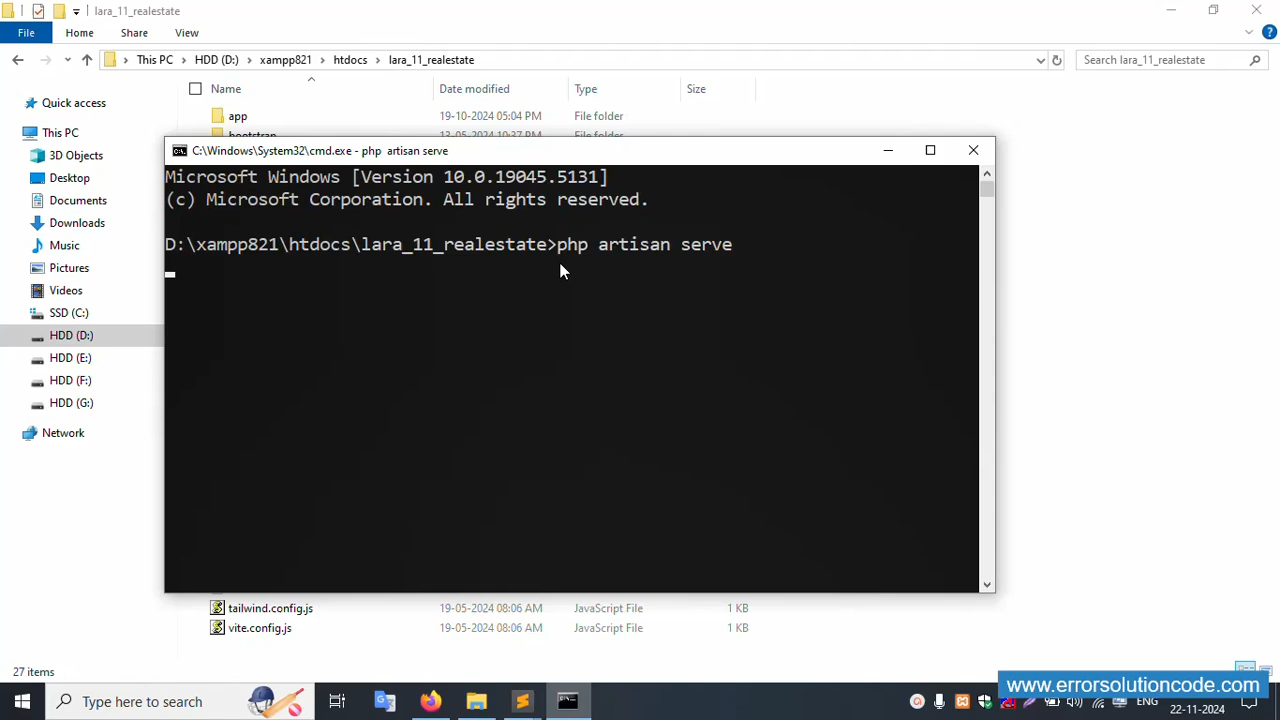 lara_11_realestate
File Home Share View
This PC HDD (D:) xampp821 htdocs lara_11_realestate Search lara_11_realestate
Name Date modified Type Size
Quick access
This PC
3D Objects
Desktop
Documents
Downloads
Music
Pictures
Videos
SSD (C:)
HDD (D:)
HDD (E:)
HDD (F:)
HDD (G:)
Network
app 19-10-2024 05:04 PM File folder
C:\Windows\System32\cmd.exe - php  artisan serve
Microsoft Windows [Version 10.0.19045.5131]
(c) Microsoft Corporation. All rights reserved.
D:\xampp821\htdocs\lara_11_realestate>php artisan serve
tailwind.config.js 19-05-2024 08:06 AM JavaScript File 1 KB
vite.config.js 19-05-2024 08:06 AM JavaScript File 1 KB
27 items
www.errorsolutioncode.com/
Type here to search
ENG
22-11-2024